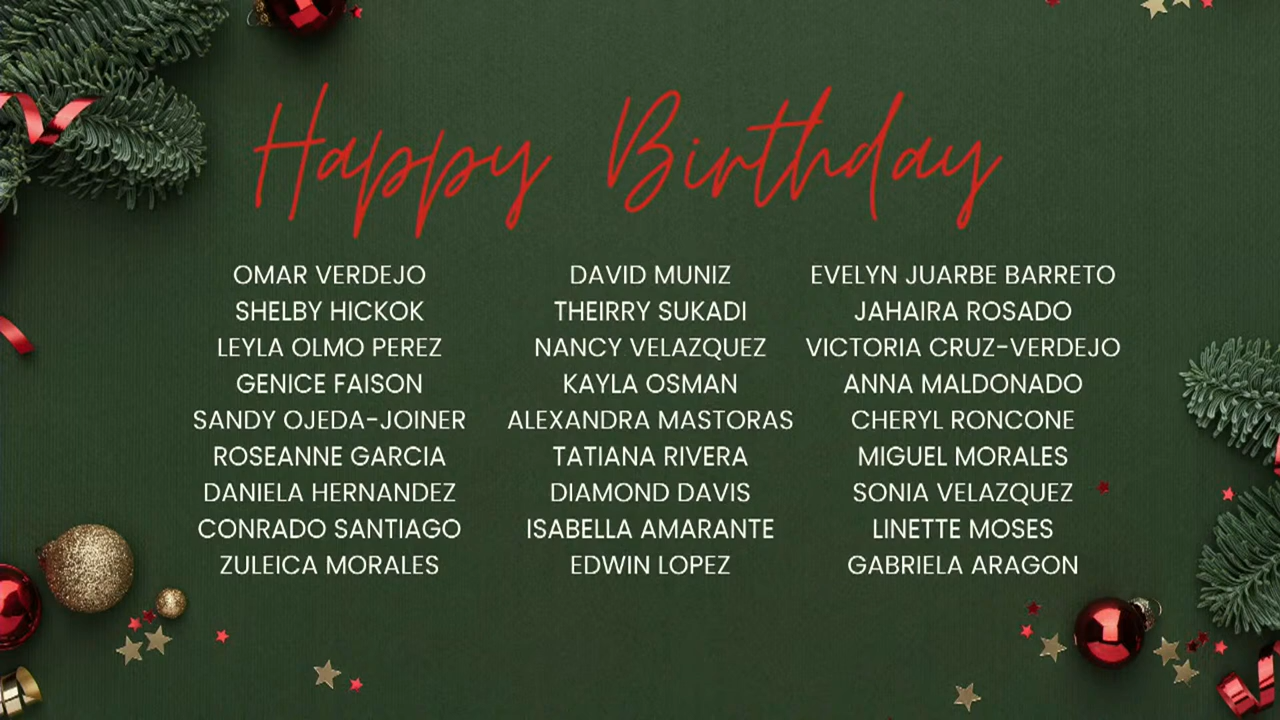 Happy Birthday
OMAR VERDEJO
SHELBY HICKOK
LEYLA OLMO PEREZ
GENICE FAISON
SANDY OJEDA-JOINER
ROSEANNE GARCIA
DANIELA HERNANDEZ
CONRADO SANTIAGO
ZULEICA MORALES
DAVID MUNIZ
THEIRRY SUKADI
NANCY VELAZQUEZ
KAYLA OSMAN
ALEXANDRA MASTORAS
TATIANA RIVERA
DIAMOND DAVIS
ISABELLA AMARANTE
EDWIN LOPEZ
EVELYN JUARBE BARRETO
JAHAIRA ROSADO
VICTORIA CRUZ-VERDEJO
ANNA MALDONADO
CHERYL RONCONE
MIGUEL MORALES
SONIA VELAZQUEZ
LINETTE MOSES
GABRIELA ARAGON